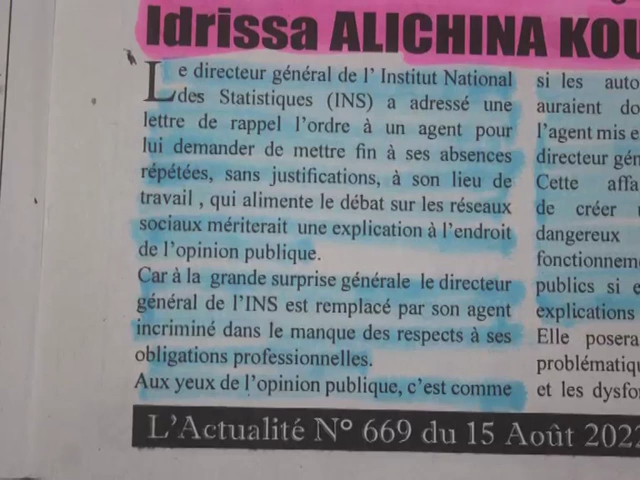 Idrissa ALICHINA KOU
Le directeur général de l' Institut National
des Statistiques (INS) a adressé une
lettre de rappel l'ordre à un agent pour
lui demander de mettre fin à ses absences
répétées, sans justifications, à son lieu de
travail , qui alimente le débat sur les réseaux
sociaux mériterait une explication à l'endroit
de l'opinion publique.
Car à la grande surprise générale le directeur
général de l'INS est remplacé par son agent
incriminé dans le manque des respects à ses
obligations professionnelles.
Aux yeux de l'opinion publique, c'est comme
si les auto
auraient do
l'agent mis e
directeur gén
Cette affa
de créer
dangereux
fonctionneme
publics si e
explications
Elle posera
problématiqu
et les dysfo
L'Actualité N° 669 du 15 Août 2022